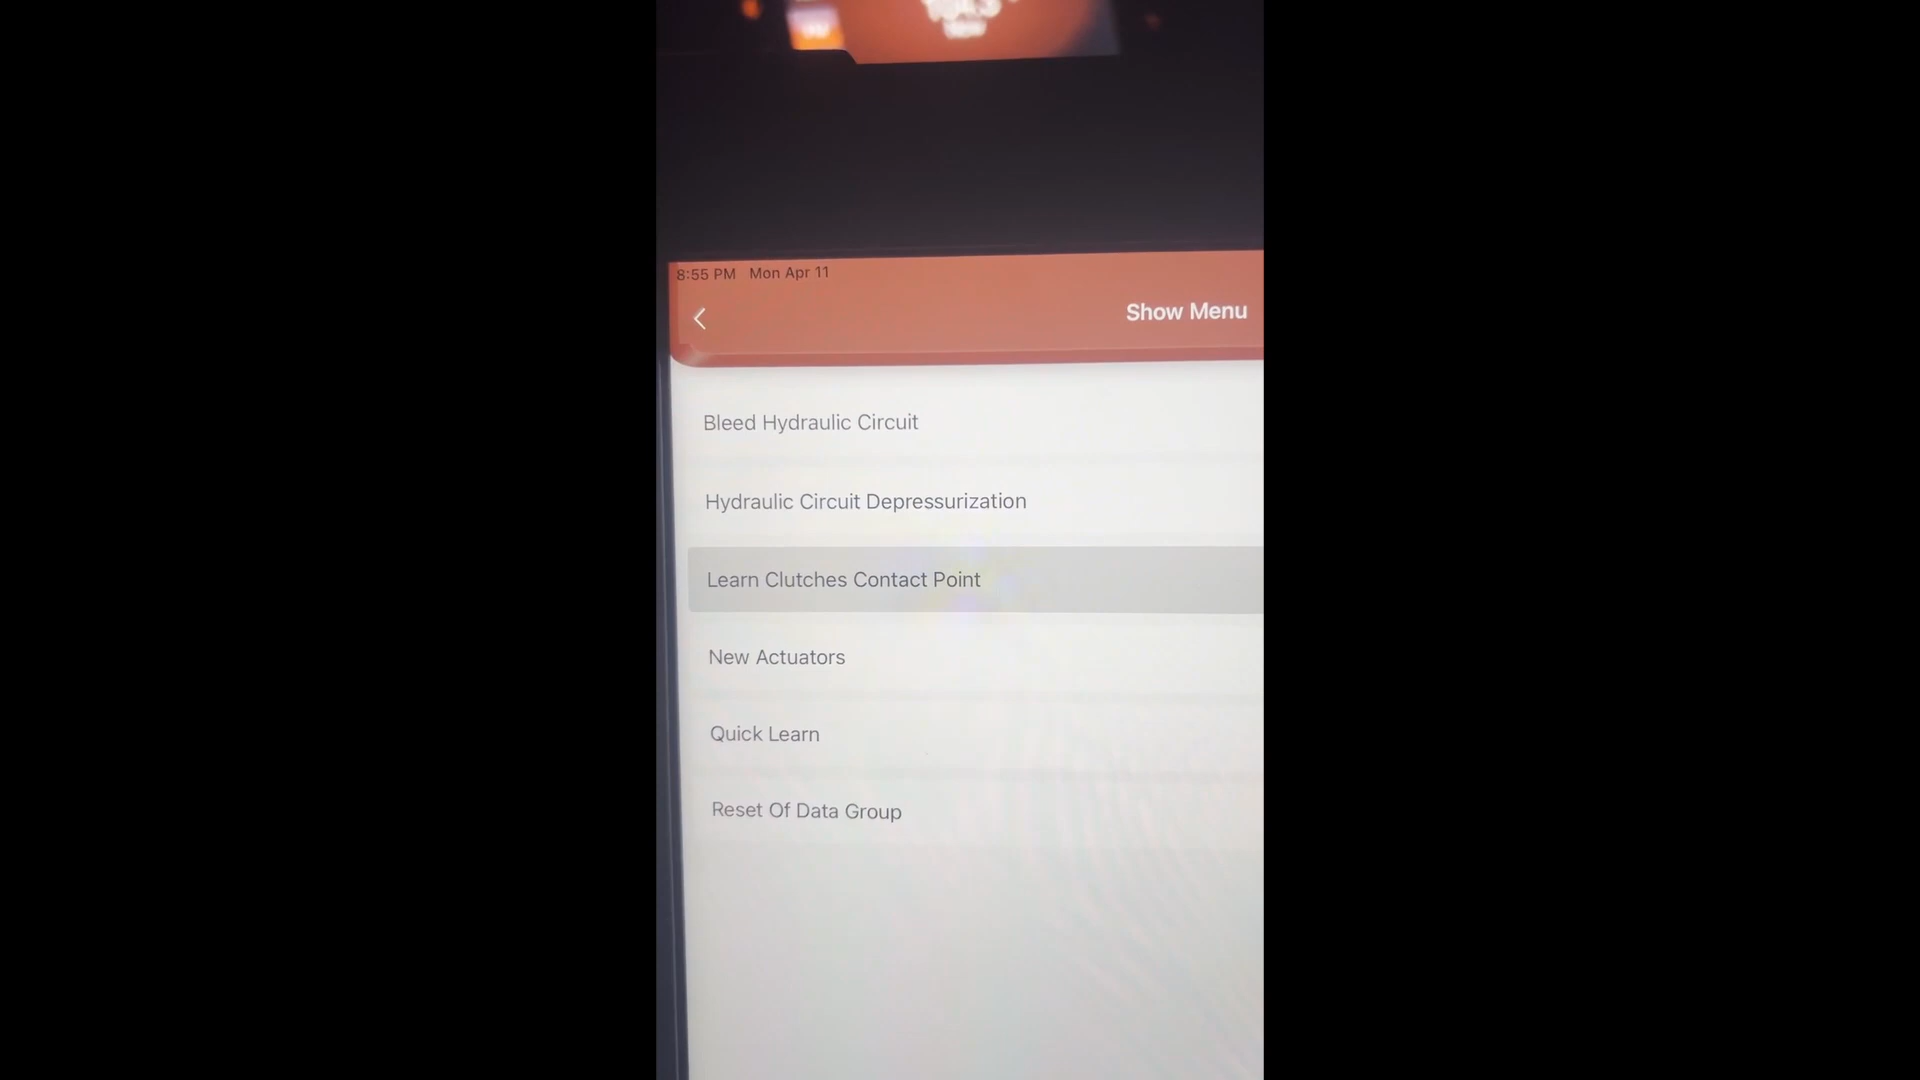 8:55 PM Mon Apr 11
Show Menu
Bleed Hydraulic Circuit
Hydraulic Circuit Depressurization
Learn Clutches Contact Point
New Actuators
Quick Learn
Reset Of Data Group